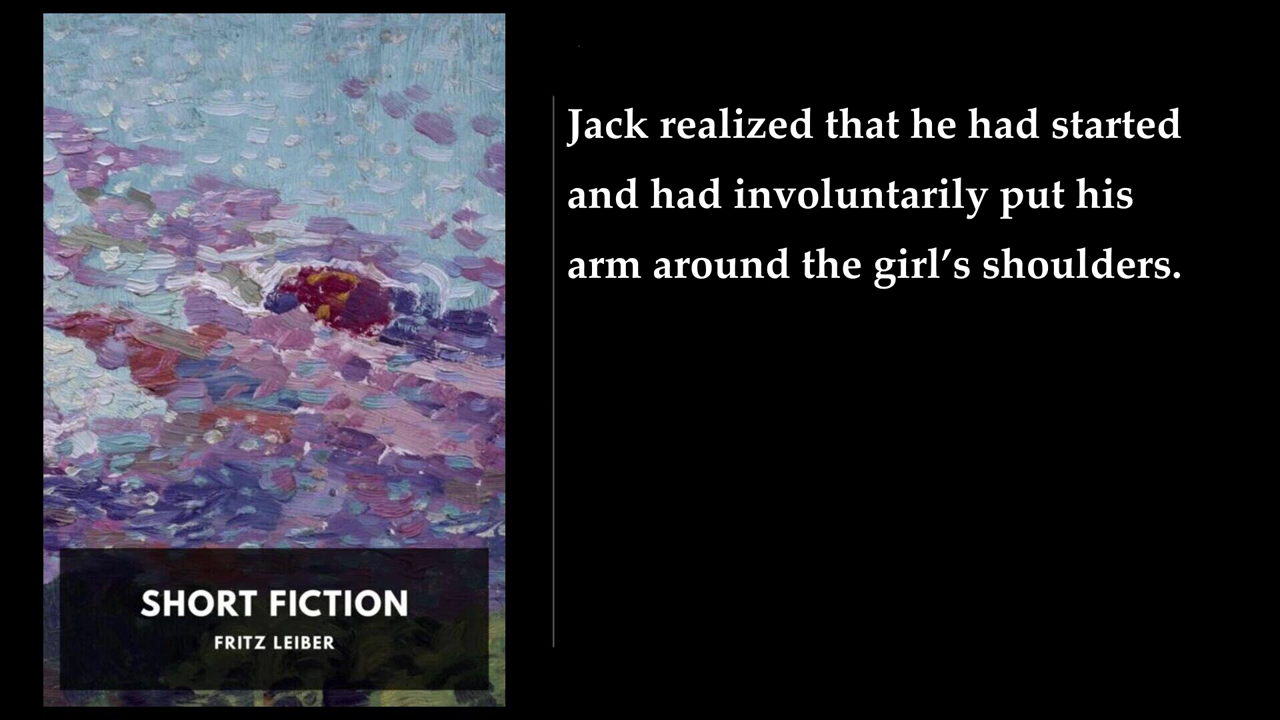 SHORT FICTION
FRITZ LEIBER
Jack realized that he had started
and had involuntarily put his
arm around the girl’s shoulders.